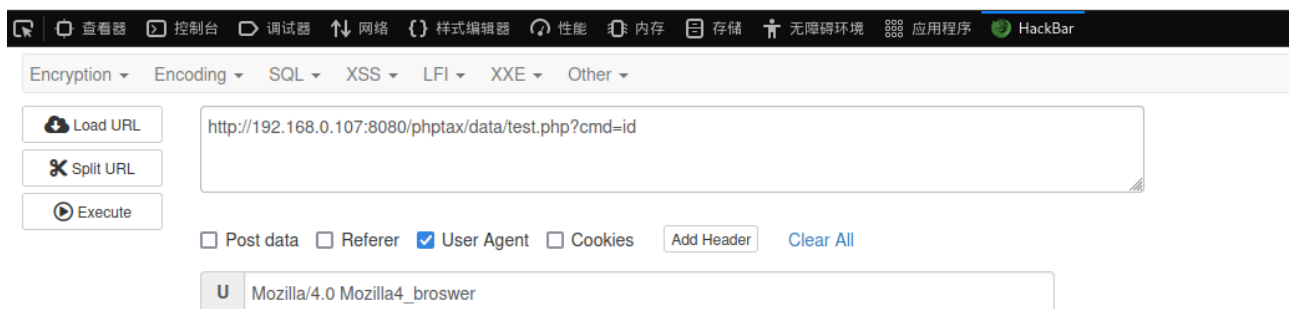 查看器 控制台 调试器 网络 {} 样式编辑器 性能 内存 存储 无障碍环境 应用程序 HackBar
Encryption Encoding SQL XSS LFI XXE Other
Load URL http://192.168.0.107:8080/phptax/data/test.php?cmd=id
Split URL
Execute
Post data Referer User Agent Cookies Add Header Clear All
U Mozilla/4.0 Mozilla4_broswer